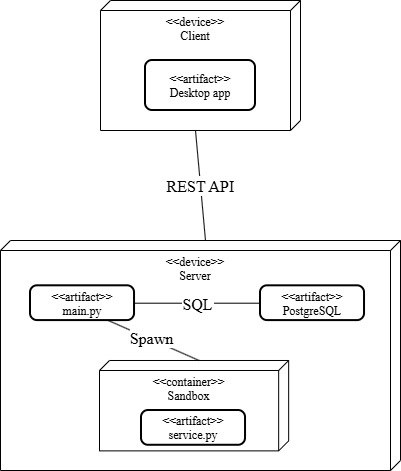 <<device>>
Client
<<artifact>>
Desktop app
REST API
<<device>>
Server
<<artifact>>
main.py
SQL
<<artifact>>
PostgreSQL
Spawn
<<container>>
Sandbox
<<artifact>>
service.py